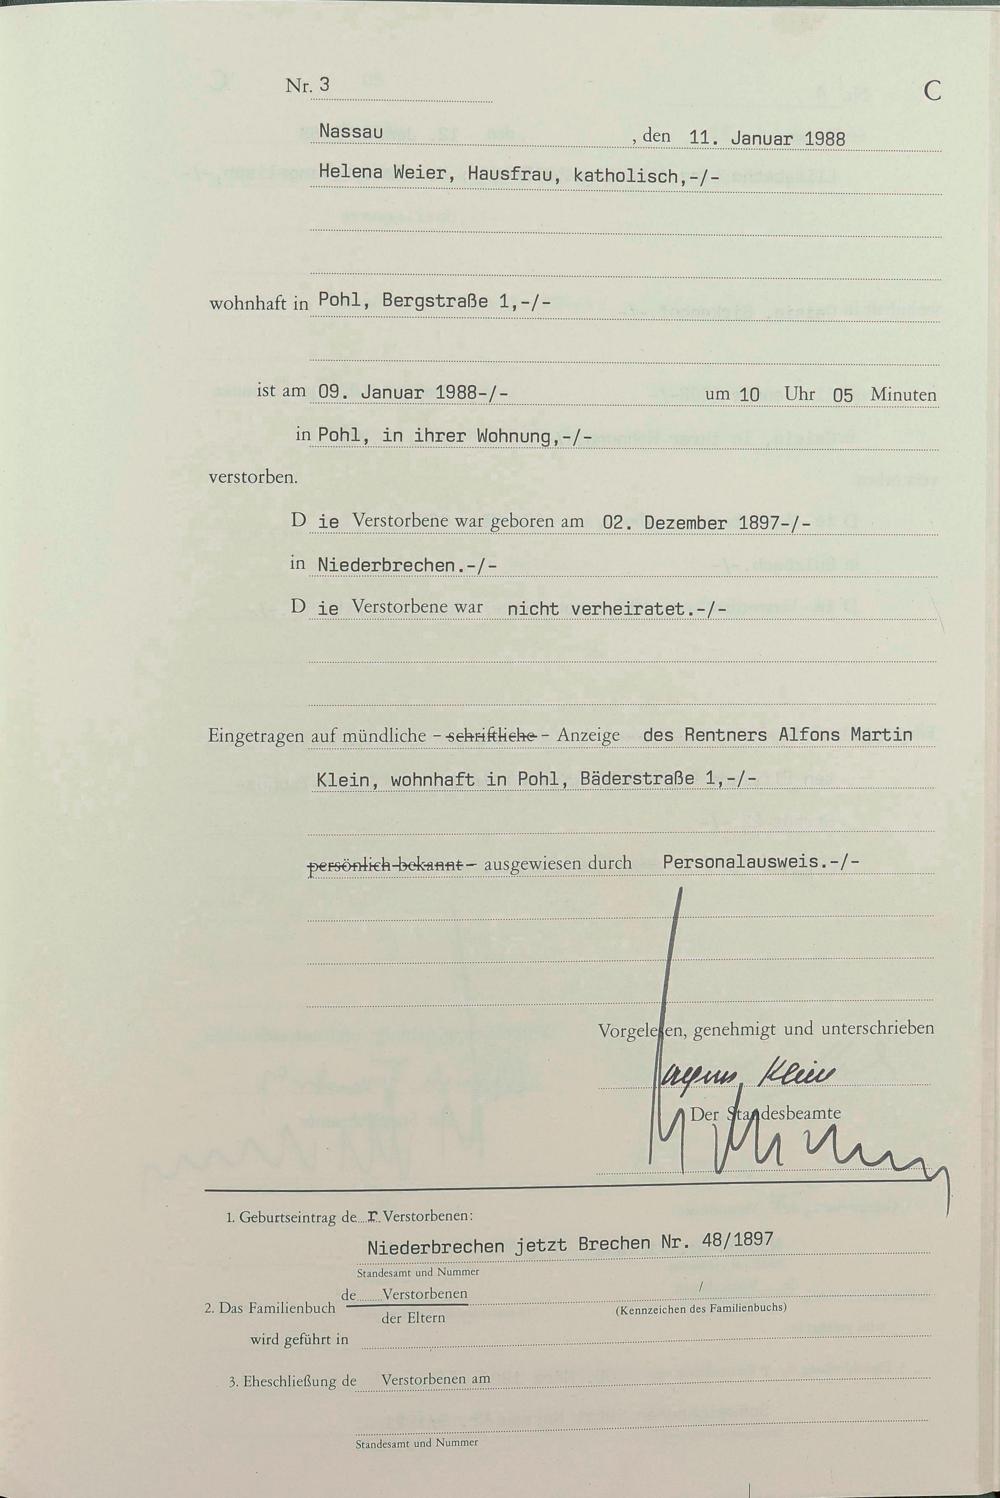 Nr. 3
C
Nassau , den 11. Januar 1988
Helena Weier, Hausfrau, katholisch,-/-
wohnhaft in Pohl, Bergstraße 1,-/-
ist am 09. Januar 1988-/- um 10 Uhr 05 Minuten
in Pohl, in ihrer Wohnung,-/-
verstorben.
D ie Verstorbene war geboren am 02. Dezember 1897-/-
in Niederbrechen.-/-
D ie Verstorbene war nicht verheiratet.-/-
Eingetragen auf mündliche - schriftliche - Anzeige des Rentners Alfons Martin
Klein, wohnhaft in Pohl, Bäderstraße 1,-/-
persönlich bekannt - ausgewiesen durch Personalausweis.-/-
Vorgelesen, genehmigt und unterschrieben
Klein
Der Standesbeamte
1. Geburtseintrag de r Verstorbenen:
Niederbrechen jetzt Brechen Nr. 48/1897
Standesamt und Nummer
de Verstorbenen /
2. Das Familienbuch der Eltern (Kennzeichen des Familienbuchs)
wird geführt in
3. Eheschließung de Verstorbenen am
Standesamt und Nummer